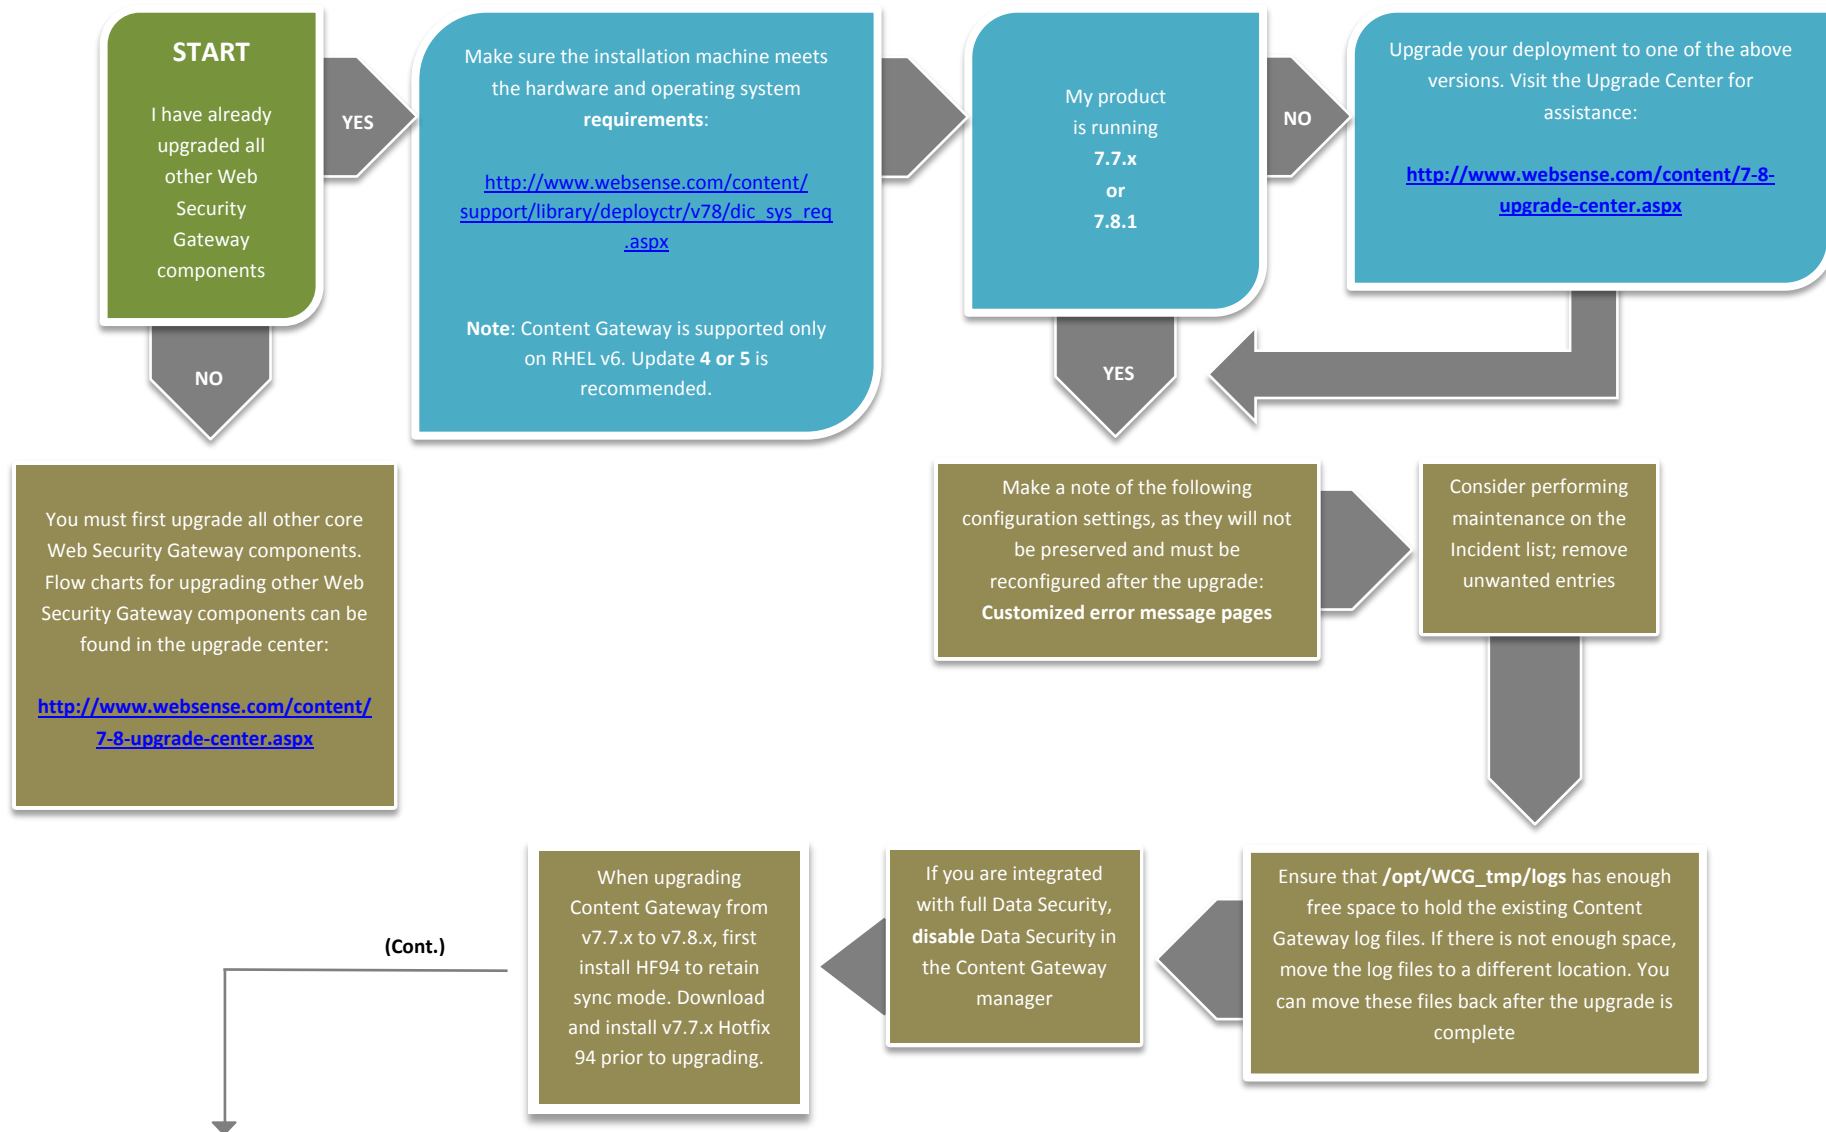 START
I have already
upgraded all
other Web
Security
Gateway
components
YES
NO
Make sure the installation machine meets
the hardware and operating system
requirements:
http://www.websense.com/content/
support/library/deployctr/v78/dic_sys_req
.aspx
Note: Content Gateway is supported only
on RHEL v6. Update 4 or 5 is
recommended.
My product
is running
7.7.x
or
7.8.1
NO
YES
Upgrade your deployment to one of the above
versions. Visit the Upgrade Center for
assistance:
http://www.websense.com/content/7-8-
upgrade-center.aspx
You must first upgrade all other core
Web Security Gateway components.
Flow charts for upgrading other Web
Security Gateway components can be
found in the upgrade center:
http://www.websense.com/content/
7-8-upgrade-center.aspx
Make a note of the following
configuration settings, as they will not
be preserved and must be
reconfigured after the upgrade:
Customized error message pages
Consider performing
maintenance on the
Incident list; remove
unwanted entries
Ensure that /opt/WCG_tmp/logs has enough
free space to hold the existing Content
Gateway log files. If there is not enough space,
move the log files to a different location. You
can move these files back after the upgrade is
complete
If you are integrated
with full Data Security,
disable Data Security in
the Content Gateway
manager
When upgrading
Content Gateway from
v7.7.x to v7.8.x, first
install HF94 to retain
sync mode. Download
and install v7.7.x Hotfix
94 prior to upgrading.
(Cont.)